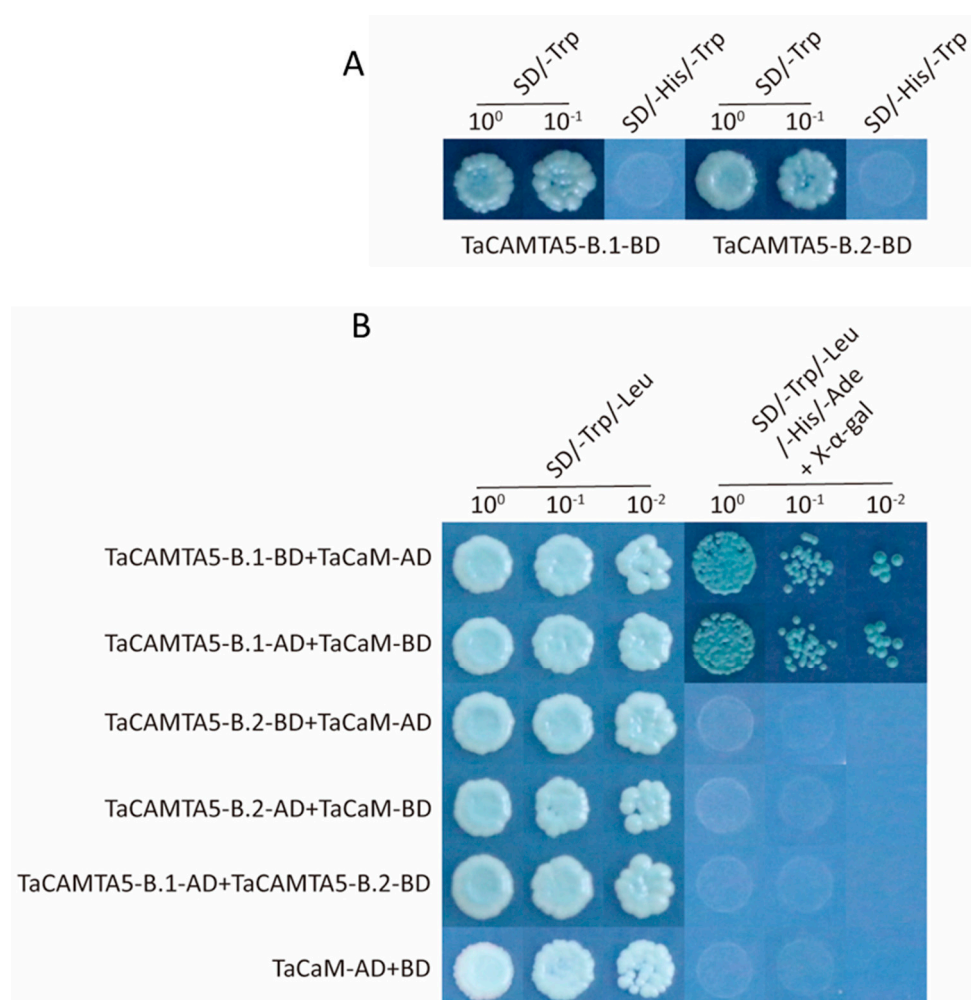 A
SD/-Trp SD/-His/-Trp SD/-Trp SD/-His/-Trp
10⁰ 10⁻¹ 10⁰ 10⁻¹
TaCAMTA5-B.1-BD TaCAMTA5-B.2-BD
B
SD/-Trp/-Leu
SD/-Trp/-Leu
/-His/-Ade
+ X-α-gal
10⁰ 10⁻¹ 10⁻² 10⁰ 10⁻¹ 10⁻²
TaCAMTA5-B.1-BD+TaCaM-AD
TaCAMTA5-B.1-AD+TaCaM-BD
TaCAMTA5-B.2-BD+TaCaM-AD
TaCAMTA5-B.2-AD+TaCaM-BD
TaCAMTA5-B.1-AD+TaCAMTA5-B.2-BD
TaCaM-AD+BD